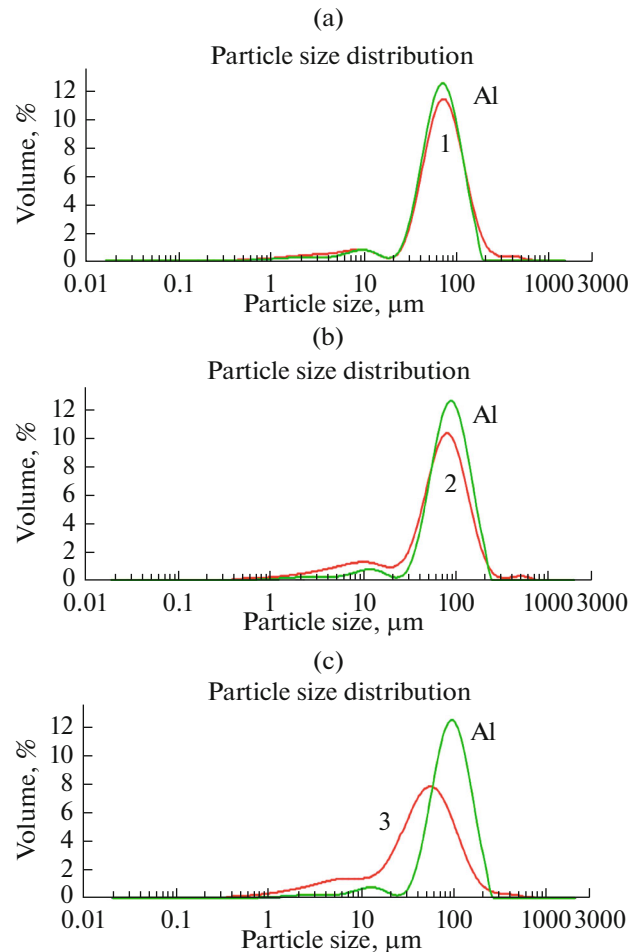 (a)
Particle size distribution
Volume, %
12
10
8
6
4
2
0
Al
1
0.01 0.1 1 10 100 1000 3000
Particle size, μm
(b)
Particle size distribution
Volume, %
12
10
8
6
4
2
0
Al
2
0.01 0.1 1 10 100 1000 3000
Particle size, μm
(c)
Particle size distribution
Volume, %
12
10
8
6
4
2
0
Al
3
0.01 0.1 1 10 100 1000 3000
Particle size, μm